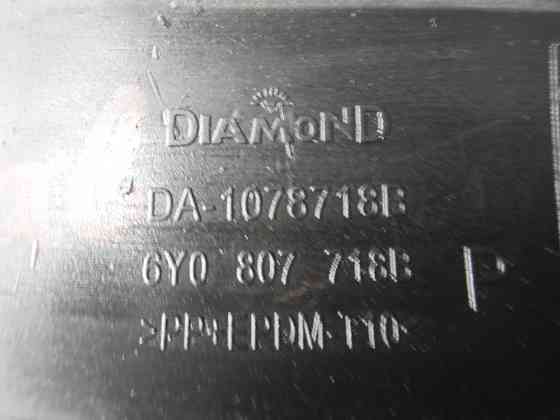 DIAMOND
DA-1078718B
6Y0 807 718B
P
>PP+EPDM-T10<